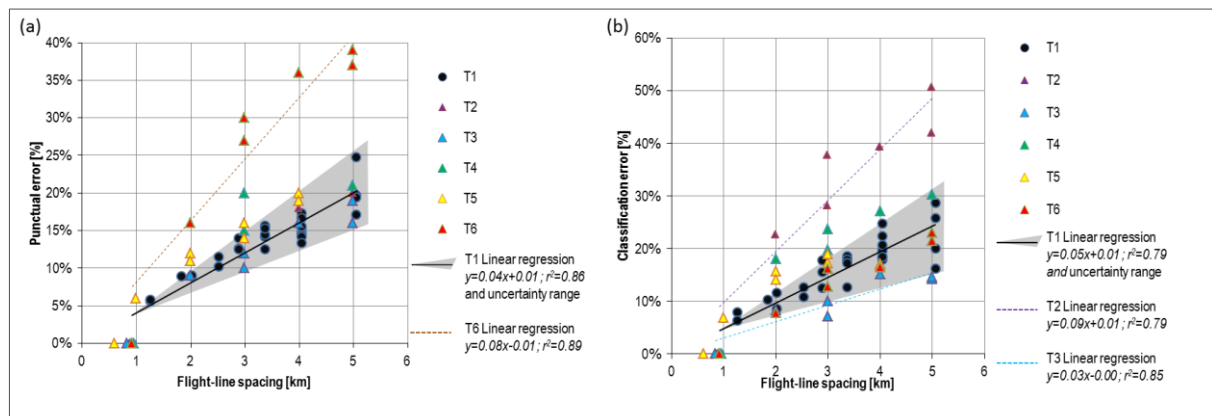 (a)
40%
35%
30%
25%
20%
15%
10%
5%
0%
Punctual error [%]
0 1 2 3 4 5 6
Flight-line spacing [km]
T1
T2
T3
T4
T5
T6
T1 Linear regression
y=0.04x+0.01 ; r²=0.86
and uncertainty range
T6 Linear regression
y=0.08x-0.01 ; r²=0.89
(b)
60%
50%
40%
30%
20%
10%
0%
Classification error [%]
0 1 2 3 4 5 6
Flight-line spacing [km]
T1
T2
T3
T4
T5
T6
T1 Linear regression
y=0.05x+0.01 ; r²=0.79
and uncertainty range
T2 Linear regression
y=0.09x+0.01 ; r²=0.79
T3 Linear regression
y=0.03x-0.00 ; r²=0.85